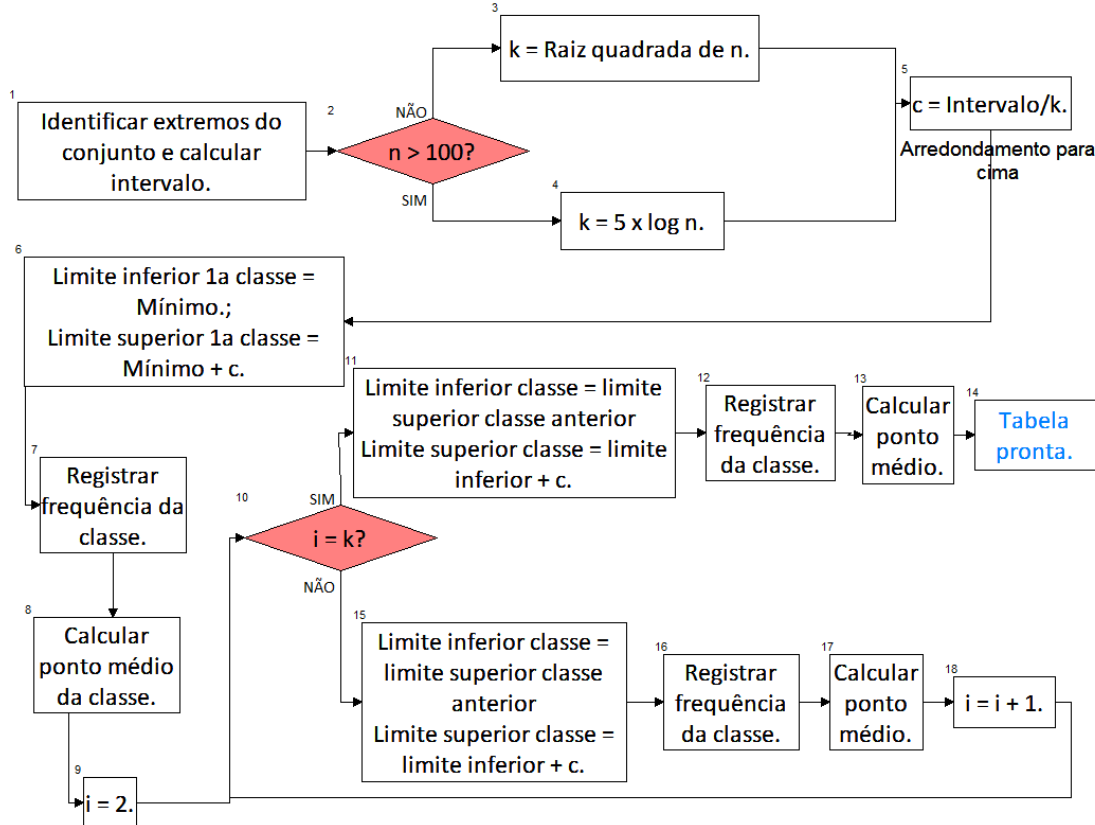 1
Identificar extremos do
conjunto e calcular
intervalo.
2
n > 100?
NÃO
SIM
3
k = Raiz quadrada de n.
4
k = 5 x log n.
5
c = Intervalo/k.
Arredondamento para
cima
6
Limite inferior 1a classe =
Mínimo.;
Limite superior 1a classe =
Mínimo + c.
7
Registrar
frequência da
classe.
8
Calcular
ponto médio
da classe.
9
i = 2.
10
i = k?
SIM
NÃO
11
Limite inferior classe = limite
superior classe anterior
Limite superior classe = limite
inferior + c.
12
Registrar
frequência
da classe.
13
Calcular
ponto
médio.
14
Tabela
pronta.
15
Limite inferior classe =
limite superior classe
anterior
Limite superior classe =
limite inferior + c.
16
Registrar
frequência
da classe.
17
Calcular
ponto
médio.
18
i = i + 1.